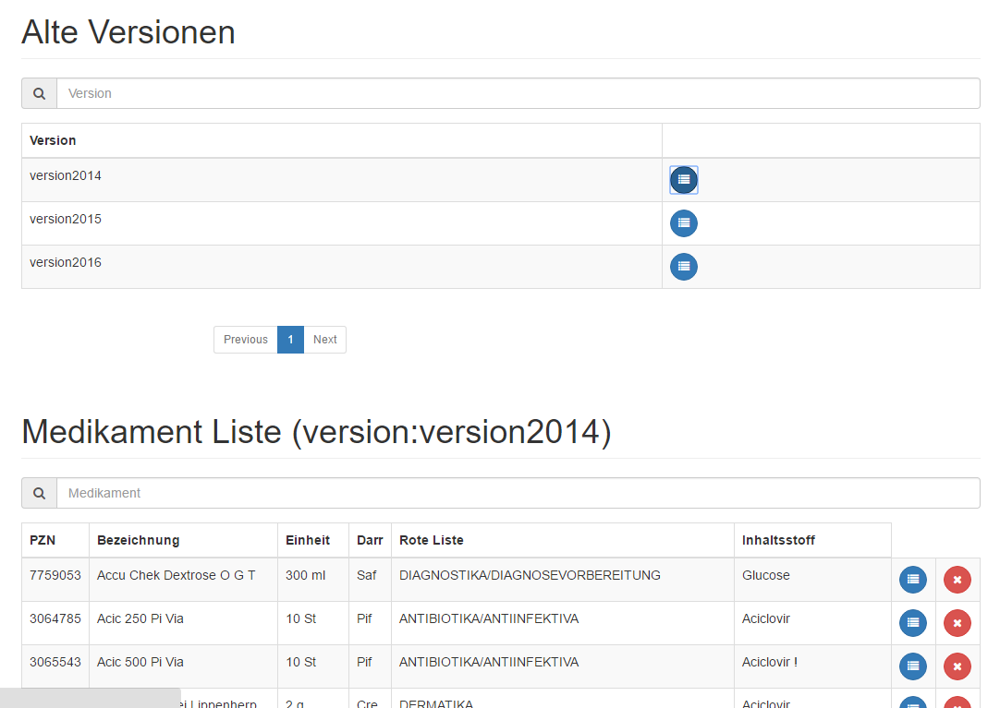 Alte Versionen
Version
Version
version2014
version2015
version2016
Previous 1 Next
Medikament Liste (version:version2014)
Medikament
PZN Bezeichnung Einheit Darr Rote Liste Inhaltsstoff
7759053 Accu Chek Dextrose O G T 300 ml Saf DIAGNOSTIKA/DIAGNOSEVORBEREITUNG Glucose
3064785 Acic 250 Pi Via 10 St Pif ANTIBIOTIKA/ANTIINFEKTIVA Aciclovir
3065543 Acic 500 Pi Via 10 St Pif ANTIBIOTIKA/ANTIINFEKTIVA Aciclovir !
Lippenherp 2 g Cre DERMATIKA Aciclovir